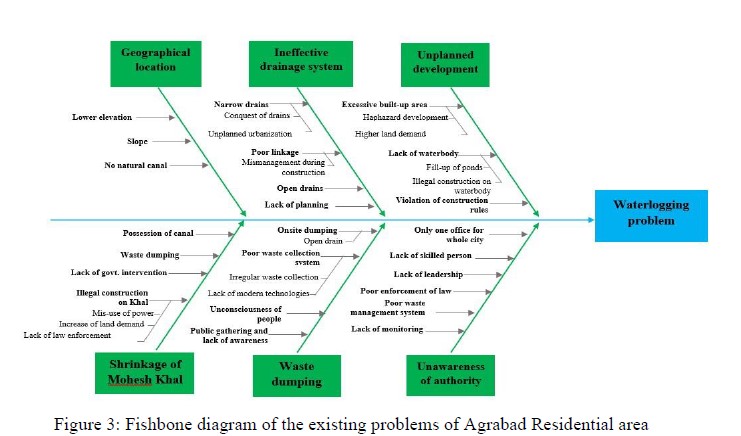 Geographical
location
Ineffective
drainage system
Unplanned
development
Lower elevation
Slope
No natural canal
Narrow drains
Conquest of drains
Unplanned urbanization
Poor linkage
Mismanagement during
construction
Open drains
Lack of planning
Excessive built-up area
Haphazard development
Higher land demand
Lack of waterbody
Fill-up of ponds
Illegal construction on
waterbody
Violation of construction
rules
Waterlogging
problem
Possession of canal
Waste dumping
Lack of govt. intervention
Illegal construction
on Khal
Mis-use of power
Increase of land demand
Lack of law enforcement
Onsite dumping
Open drain
Poor waste collection
system
Irregular waste collection
Lack of modern technologies
Unconsciousness of
people
Public gathering and
lack of awareness
Only one office for
whole city
Lack of skilled person
Lack of leadership
Poor enforcement of law
Poor waste
management system
Lack of monitoring
Shrinkage of
Mohesh Khal
Waste
dumping
Unawareness
of authority
Figure 3: Fishbone diagram of the existing problems of Agrabad Residential area